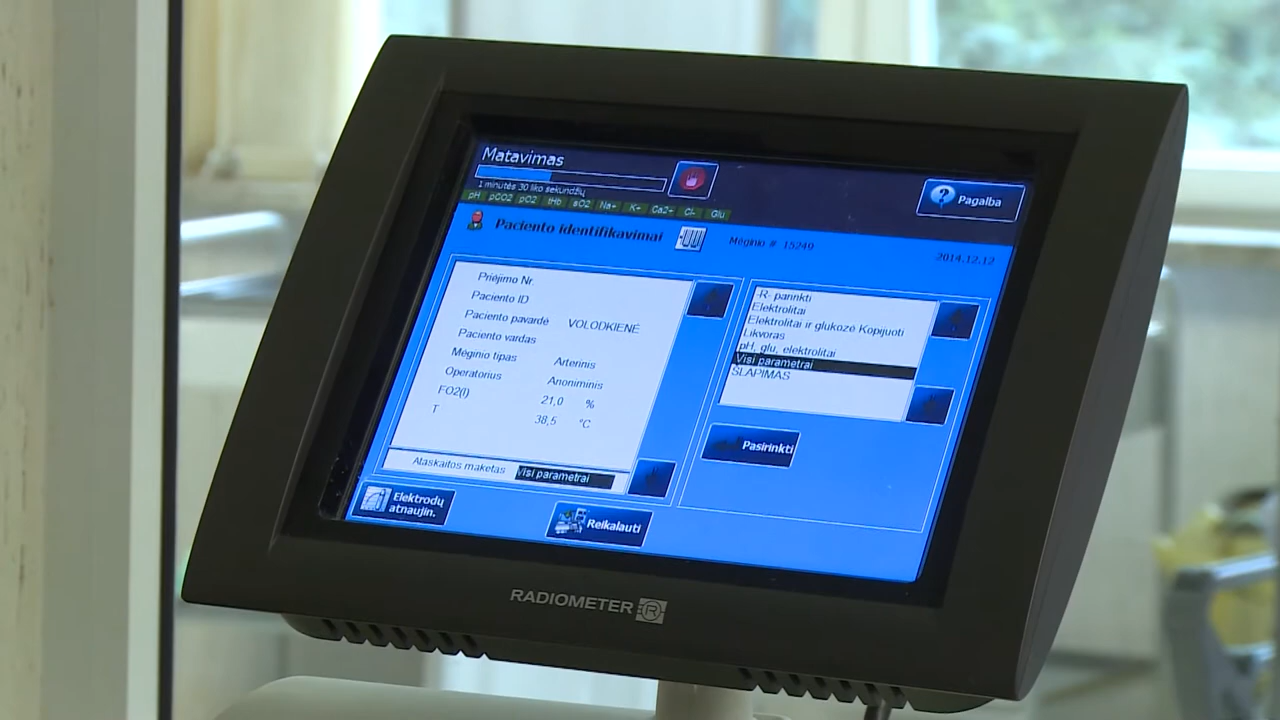 Matavimas
1 minutės 30 liko sekundžių
pH pCO2 pO2 tHb sO2 Na+ K+ Ca2+ Cl- Glu
Pagalba
Paciento identifikavimai
Mėginio # 15249
2014.12.12
Priėjimo Nr.
Paciento ID
Paciento pavardė VOLODKIENĖ
Paciento vardas
Mėginio tipas Arterinis
Operatorius Anoniminis
FO2(I) 21,0 %
T 38,5 °C
Ataskaitos maketas Visi parametrai
-R- parinkti
Elektrolitai
Elektrolitai ir glukozė Kopijuoti
Likvoras
pH, glu, elektrolitai
Visi parametrai
ŠLAPIMAS
Pasirinkti
Elektrodų
atnaujin.
Reikalauti
RADIOMETER R